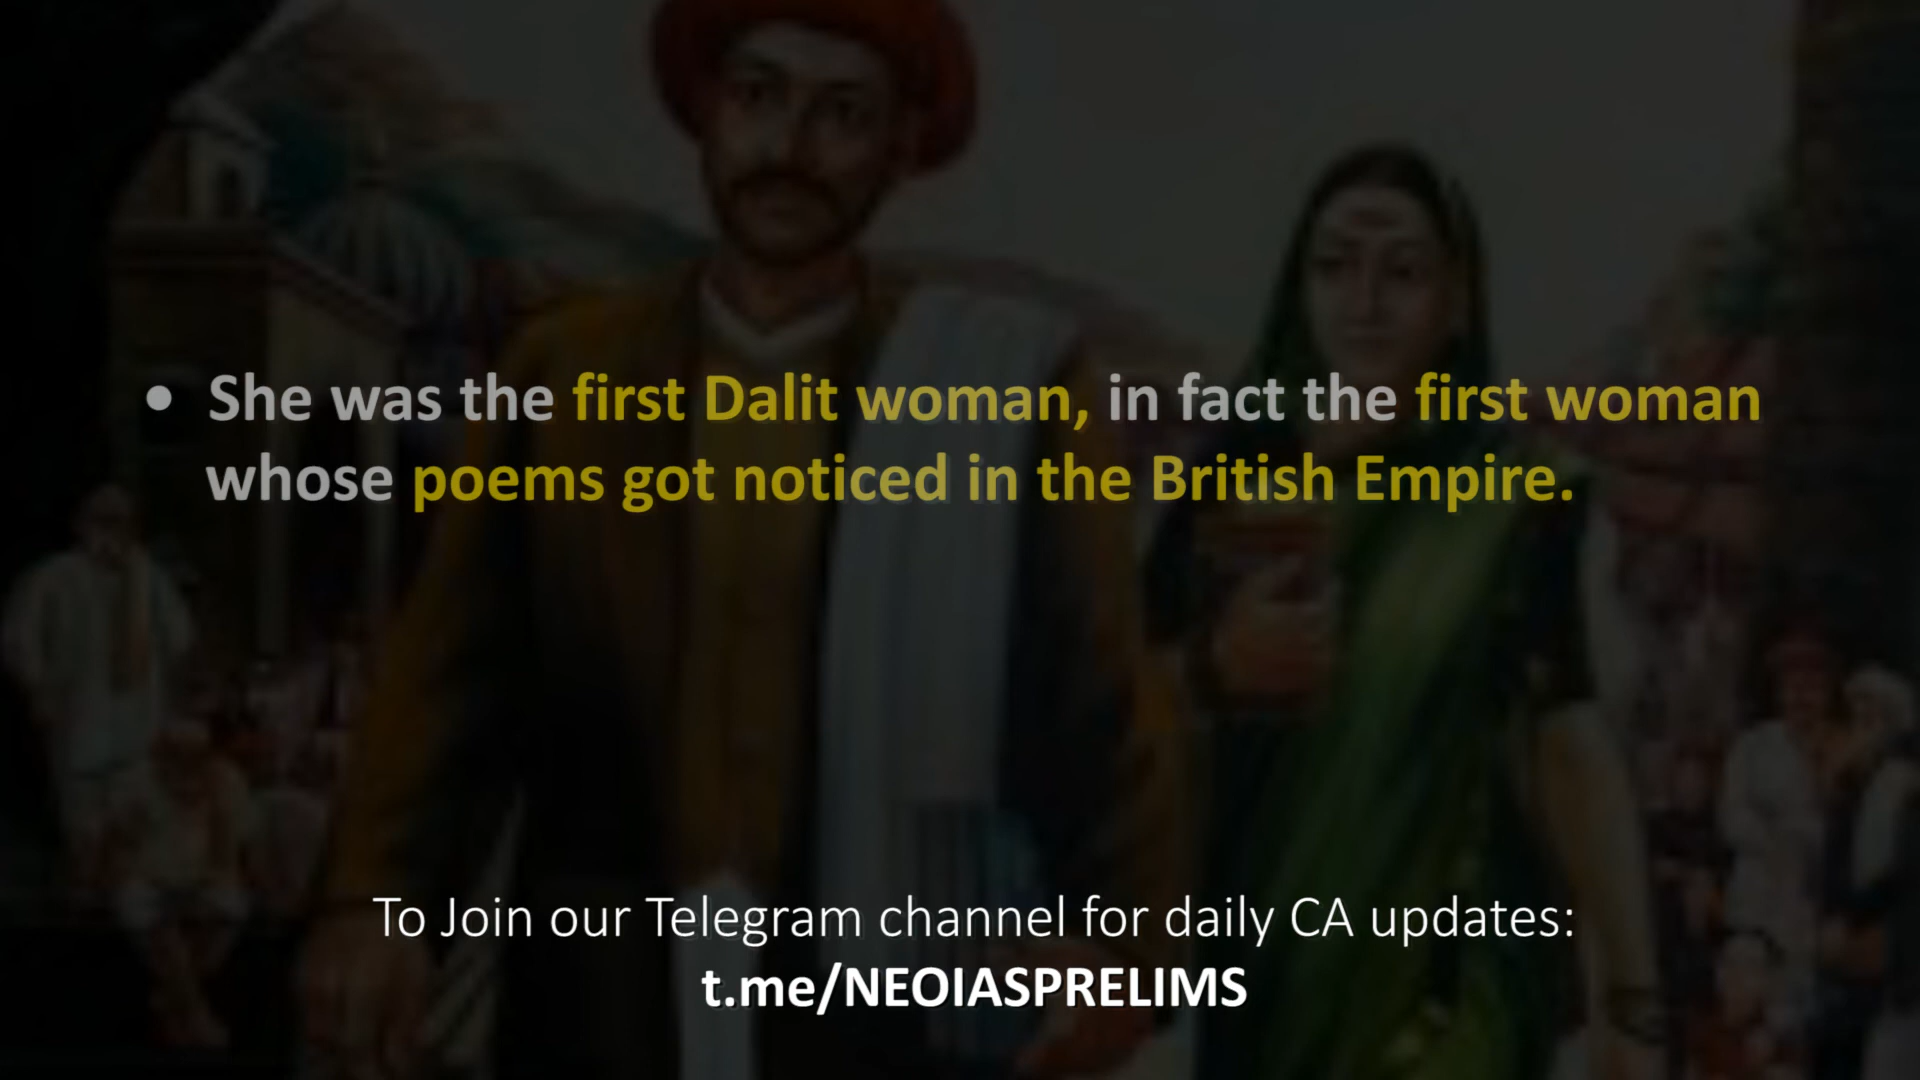 • She was the first Dalit woman, in fact the first woman
whose poems got noticed in the British Empire.
To Join our Telegram channel for daily CA updates:
t.me/NEOIASPRELIMS